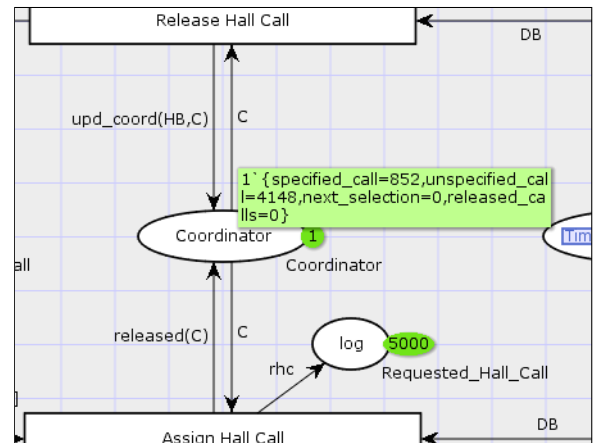 Release Hall Call
DB
upd_coord(HB,C)
C
1`{specified_call=852,unspecified_cal
l=4148,next_selection=0,released_ca
lls=0}
Coordinator
1
Tim
all
Coordinator
released(C)
C
log
5000
rhc
Requested_Hall_Call
DB
Assign Hall Call